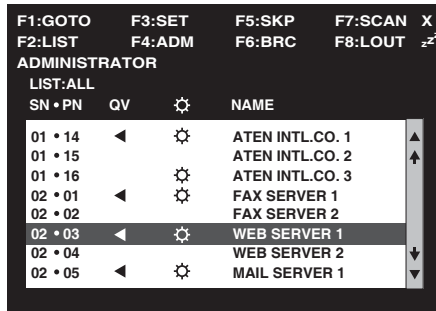 F1:GOTO F3:SET F5:SKP F7:SCAN X
F2:LIST F4:ADM F6:BRC F8:LOUT zzz
ADMINISTRATOR
LIST:ALL
SN • PN QV NAME
01 • 14 ATEN INTL.CO. 1
01 • 15 ATEN INTL.CO. 2
01 • 16 ATEN INTL.CO. 3
02 • 01 FAX SERVER 1
02 • 02 FAX SERVER 2
02 • 03 WEB SERVER 1
02 • 04 WEB SERVER 2
02 • 05 MAIL SERVER 1